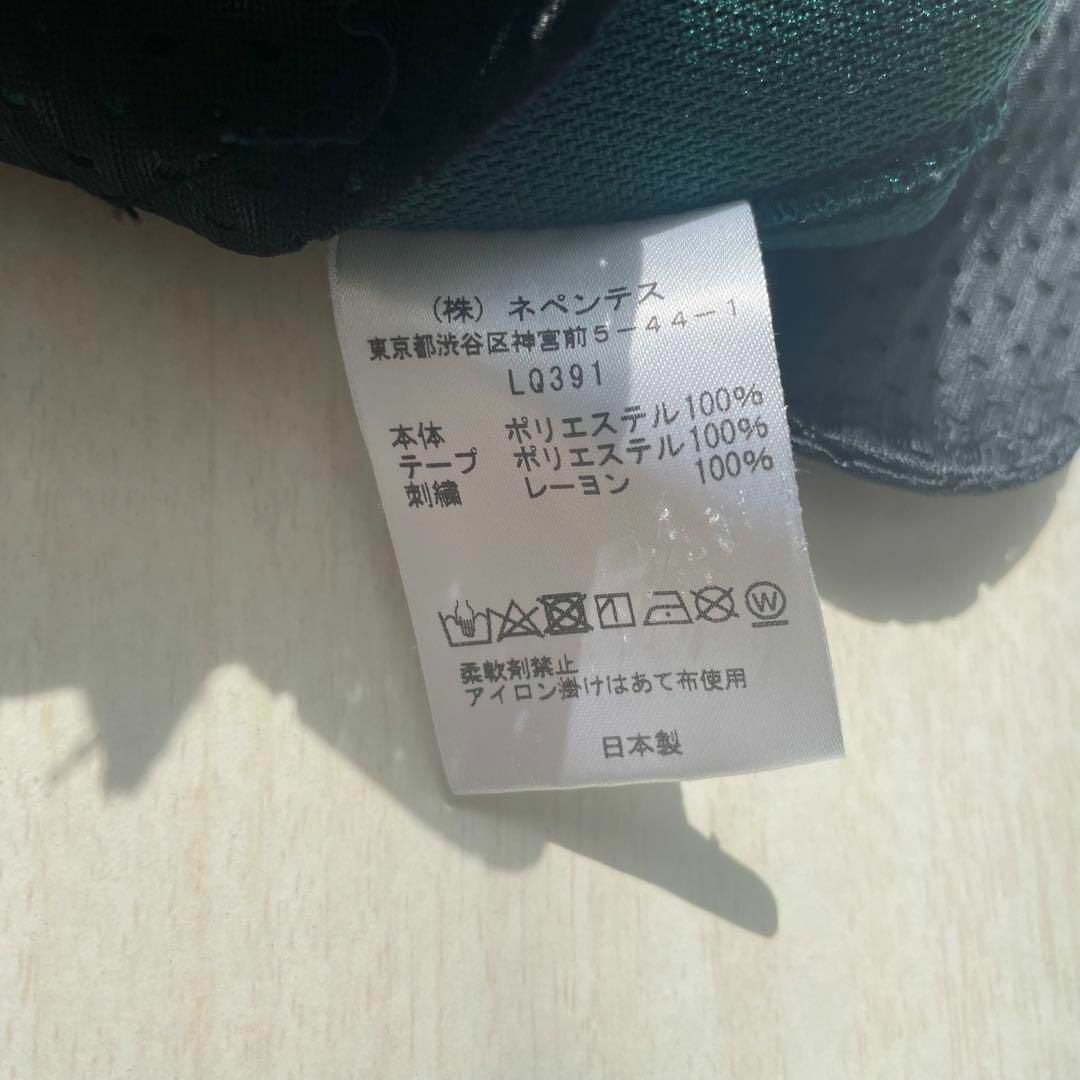 (株) ネペンテス
東京都渋谷区神宮前5-44-1
LQ391
本体 ポリエステル100%
テープ ポリエステル100%
刺繍 レーヨン 100%
W
柔軟剤禁止
アイロン掛けはあて布使用
日本製